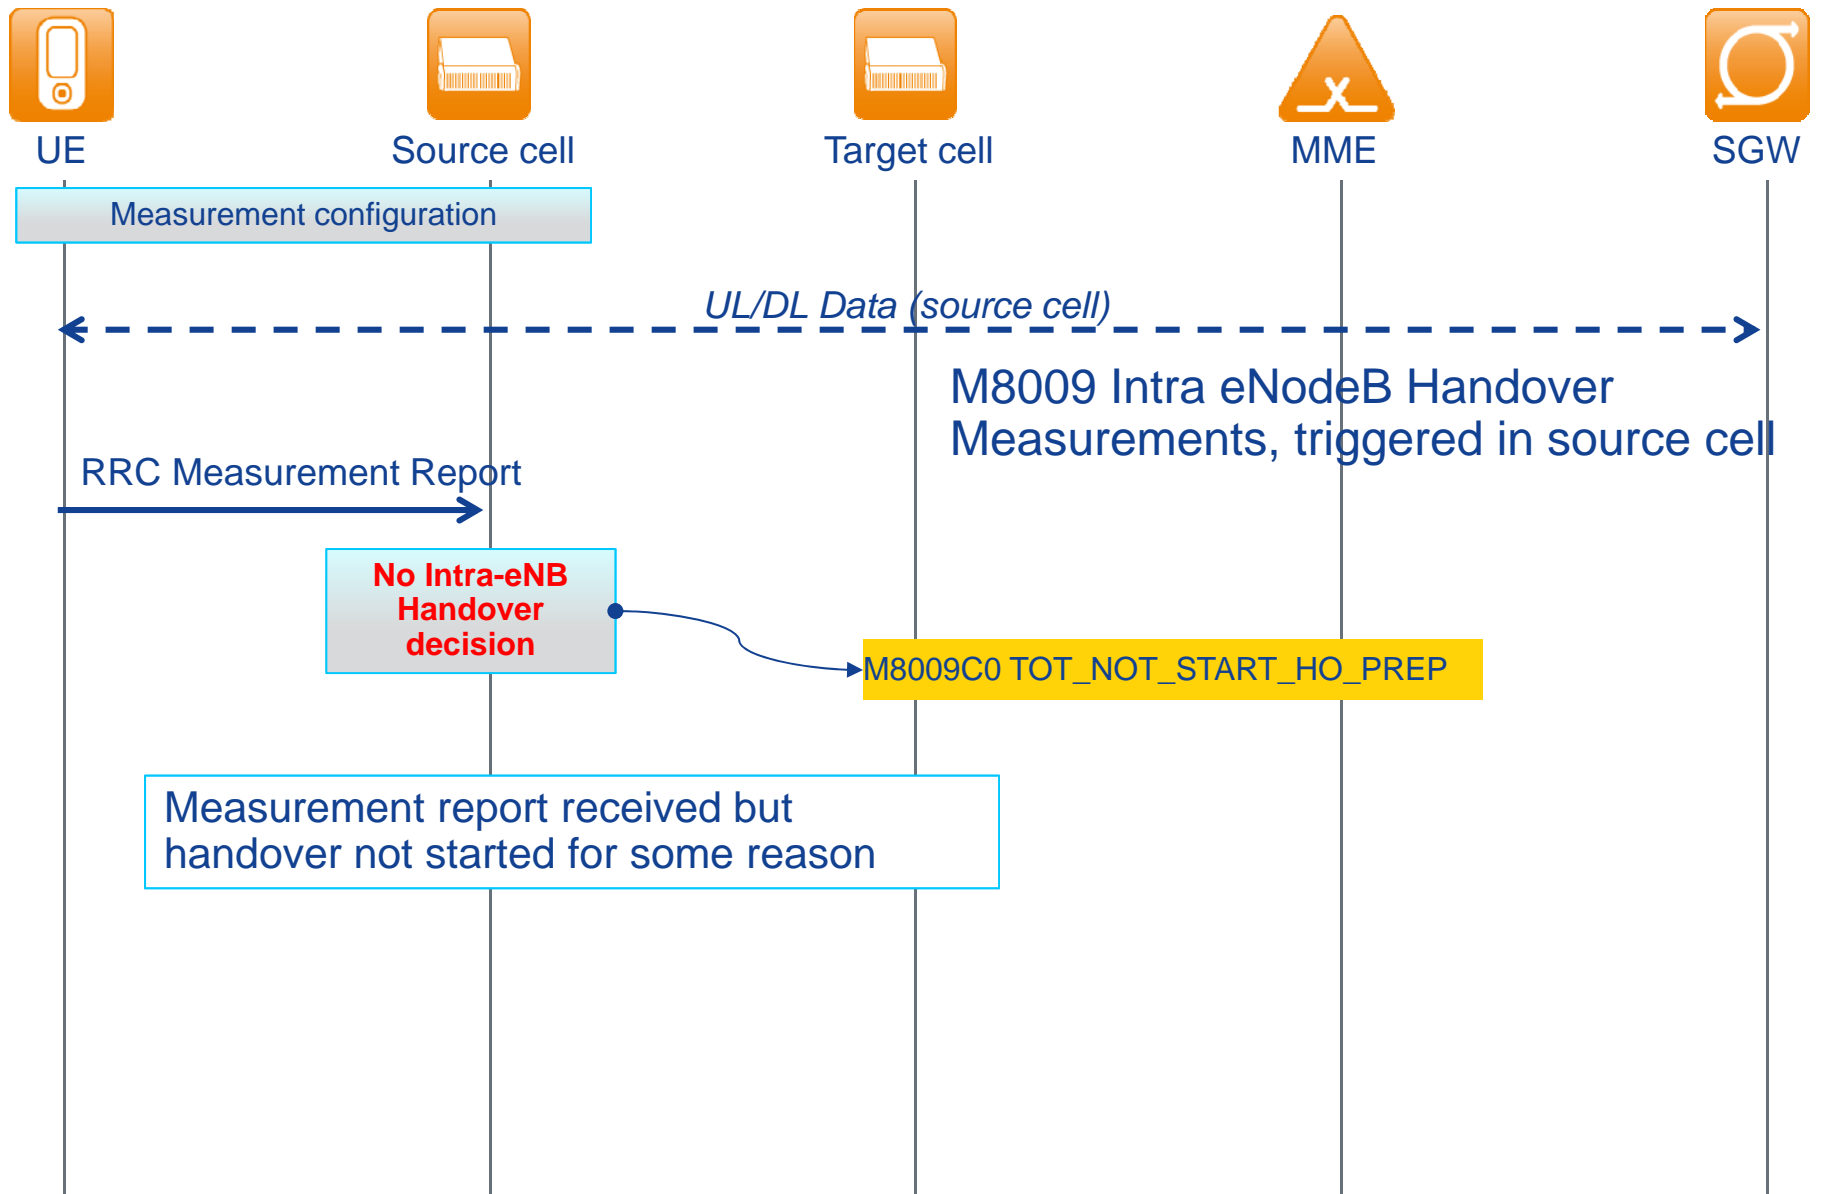 UE
Source cell
Target cell
MME
SGW
Measurement configuration
UL/DL Data (source cell)
M8009 Intra eNodeB Handover
Measurements, triggered in source cell
RRC Measurement Report
No Intra-eNB
Handover
decision
M8009C0 TOT_NOT_START_HO_PREP
Measurement report received but
handover not started for some reason